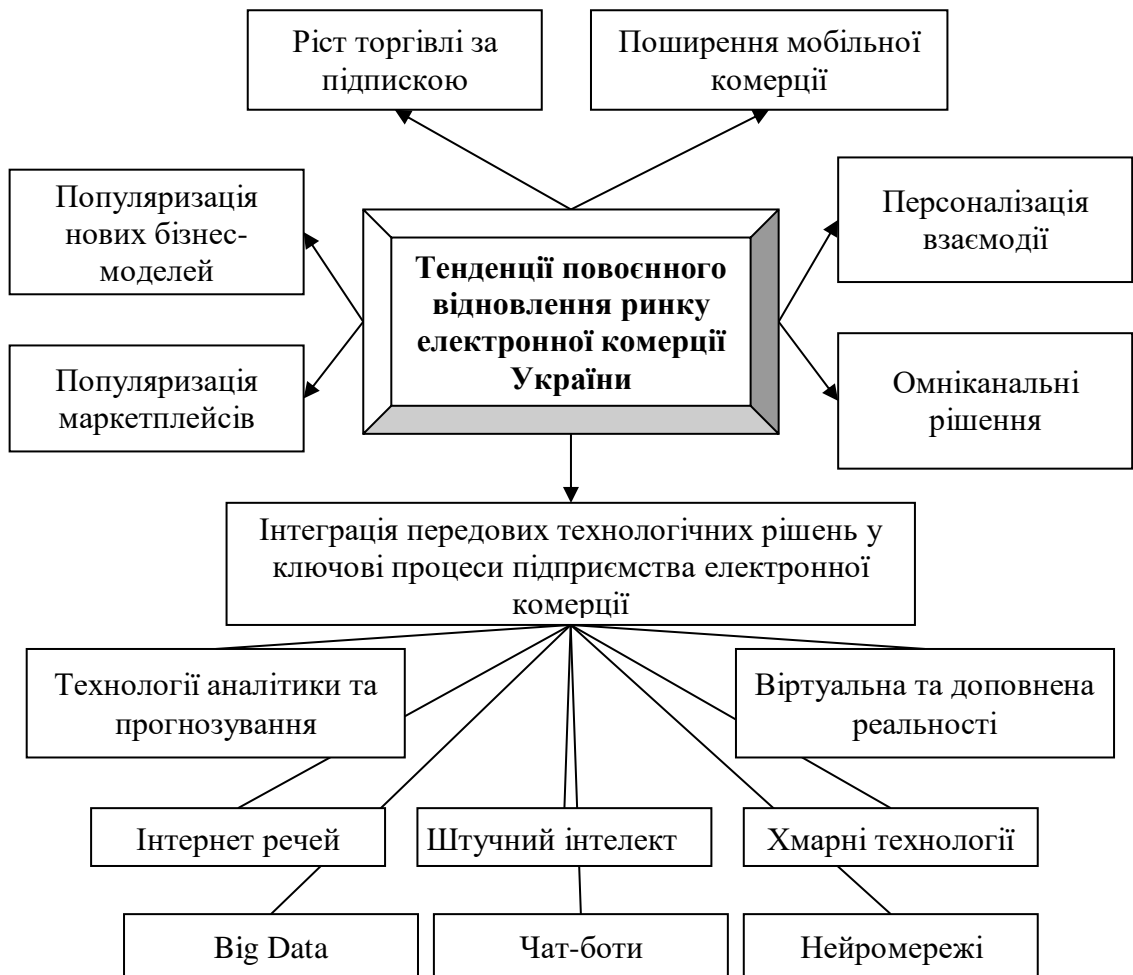 Ріст торгівлі за
підпискою
Поширення мобільної
комерції
Популяризація
нових бізнес-
моделей
Персоналізація
взаємодії
Тенденції повоєнного
відновлення ринку
електронної комерції
України
Популяризація
маркетплейсів
Омніканальні
рішення
Інтеграція передових технологічних рішень у
ключові процеси підприємства електронної
комерції
Технології аналітики та
прогнозування
Віртуальна та доповнена
реальності
Інтернет речей
Штучний інтелект
Хмарні технології
Big Data
Чат-боти
Нейромережі